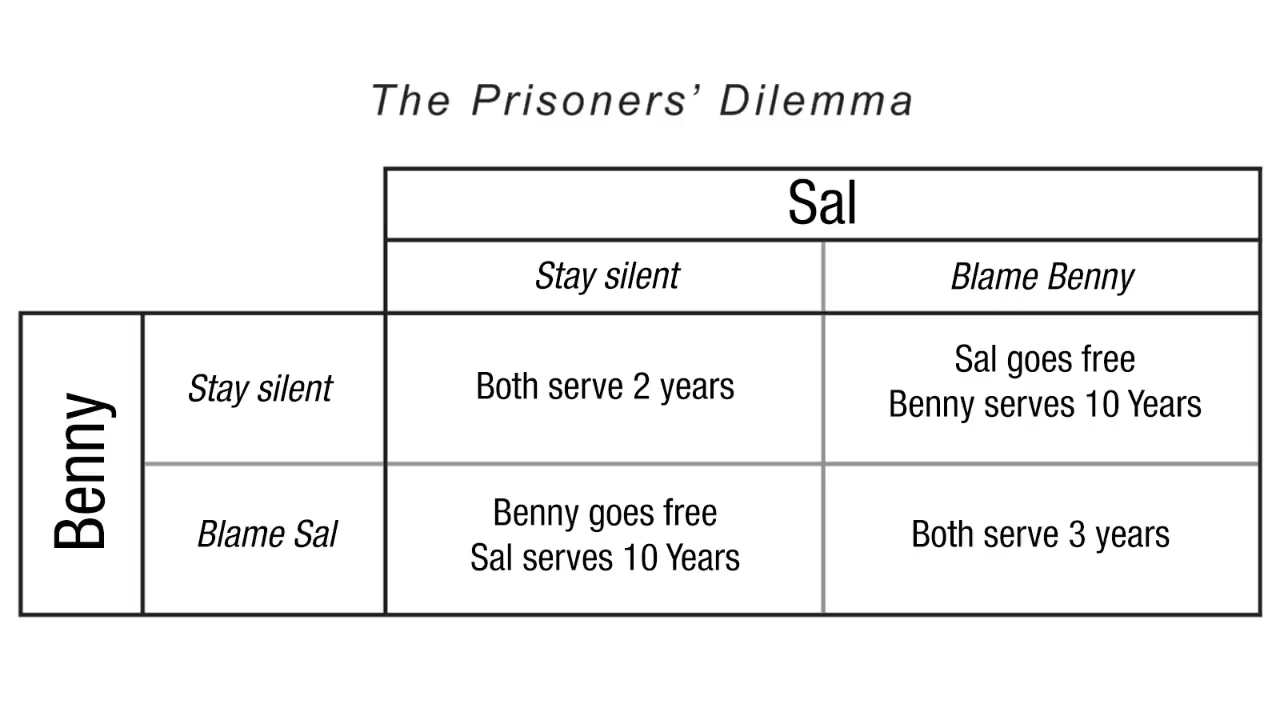 The Prisoners’ Dilemma
Sal
Stay silent
Blame Benny
Benny
Stay silent
Both serve 2 years
Sal goes free
Benny serves 10 Years
Blame Sal
Benny goes free
Sal serves 10 Years
Both serve 3 years